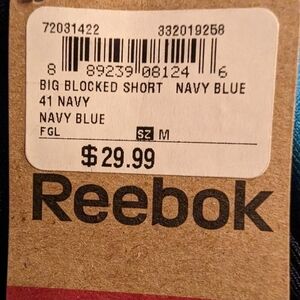 72031422 332019258
8 89239 08124 6
BIG BLOCKED SHORT NAVY BLUE
41 NAVY
NAVY BLUE
FGL SZ M
$29.99
Reebok